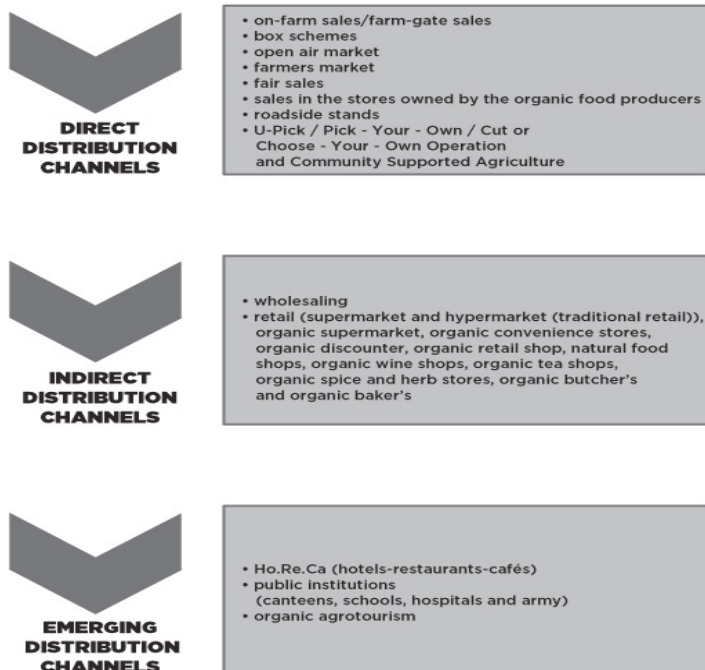 • on-farm sales/farm-gate sales
• box schemes
• open air market
• farmers market
• fair sales
• sales in the stores owned by the organic food producers
• roadside stands
• U-Pick / Pick - Your - Own / Cut or
Choose - Your - Own Operation
and Community Supported Agriculture
DIRECT
DISTRIBUTION
CHANNELS
• wholesaling
• retail (supermarket and hypermarket (traditional retail)),
organic supermarket, organic convenience stores,
organic discounter, organic retail shop, natural food
shops, organic wine shops, organic tea shops,
organic spice and herb stores, organic butcher's
and organic baker's
INDIRECT
DISTRIBUTION
CHANNELS
• Ho.Re.Ca (hotels-restaurants-cafés)
• public institutions
(canteens, schools, hospitals and army)
• organic agrotourism
EMERGING
DISTRIBUTION
CHANNELS